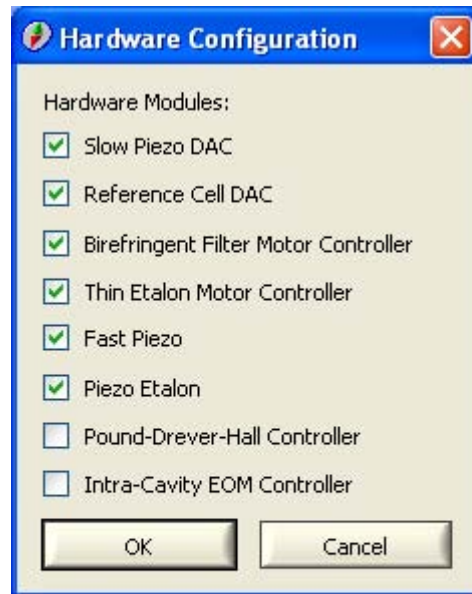 Hardware Configuration
Hardware Modules:
Slow Piezo DAC
Reference Cell DAC
Birefringent Filter Motor Controller
Thin Etalon Motor Controller
Fast Piezo
Piezo Etalon
Pound-Drever-Hall Controller
Intra-Cavity EOM Controller
OK Cancel